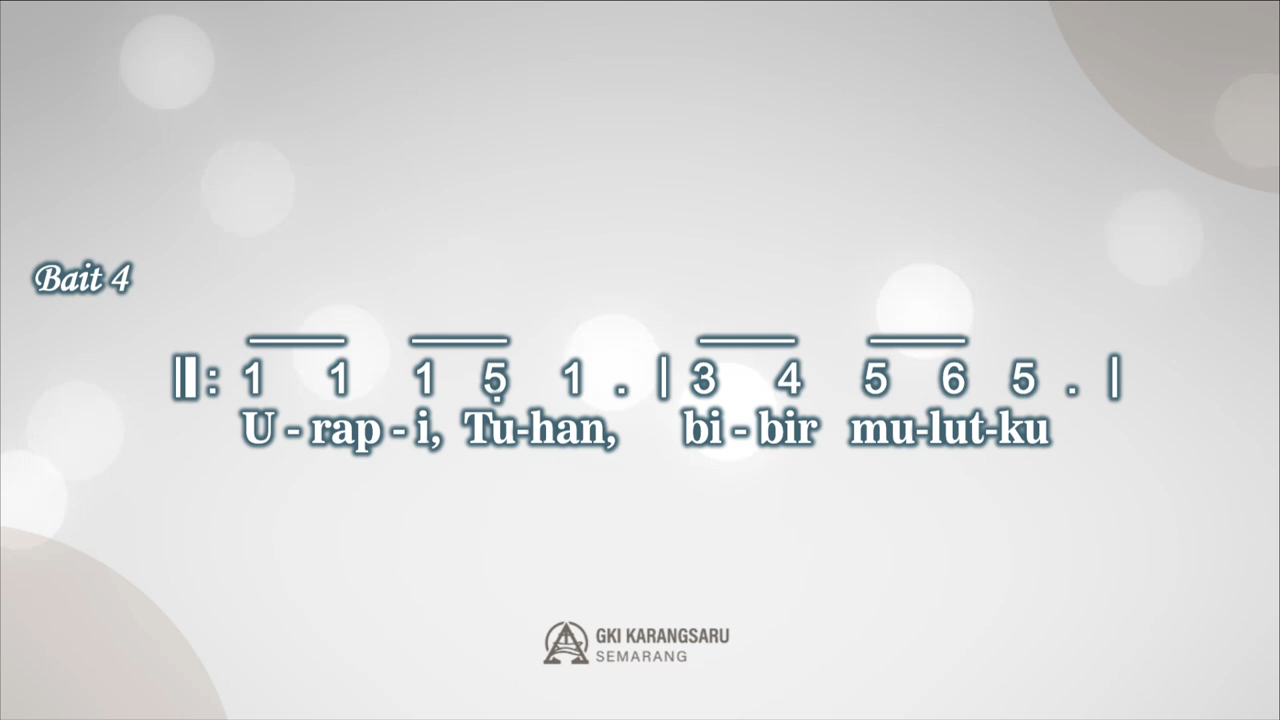 Bait 4
‖: 1 1 1 5̣ 1 . | 3 4 5 6 5 . |
U - rap - i, Tu-han, bi - bir mu-lut-ku
GKI KARANGSARU
SEMARANG